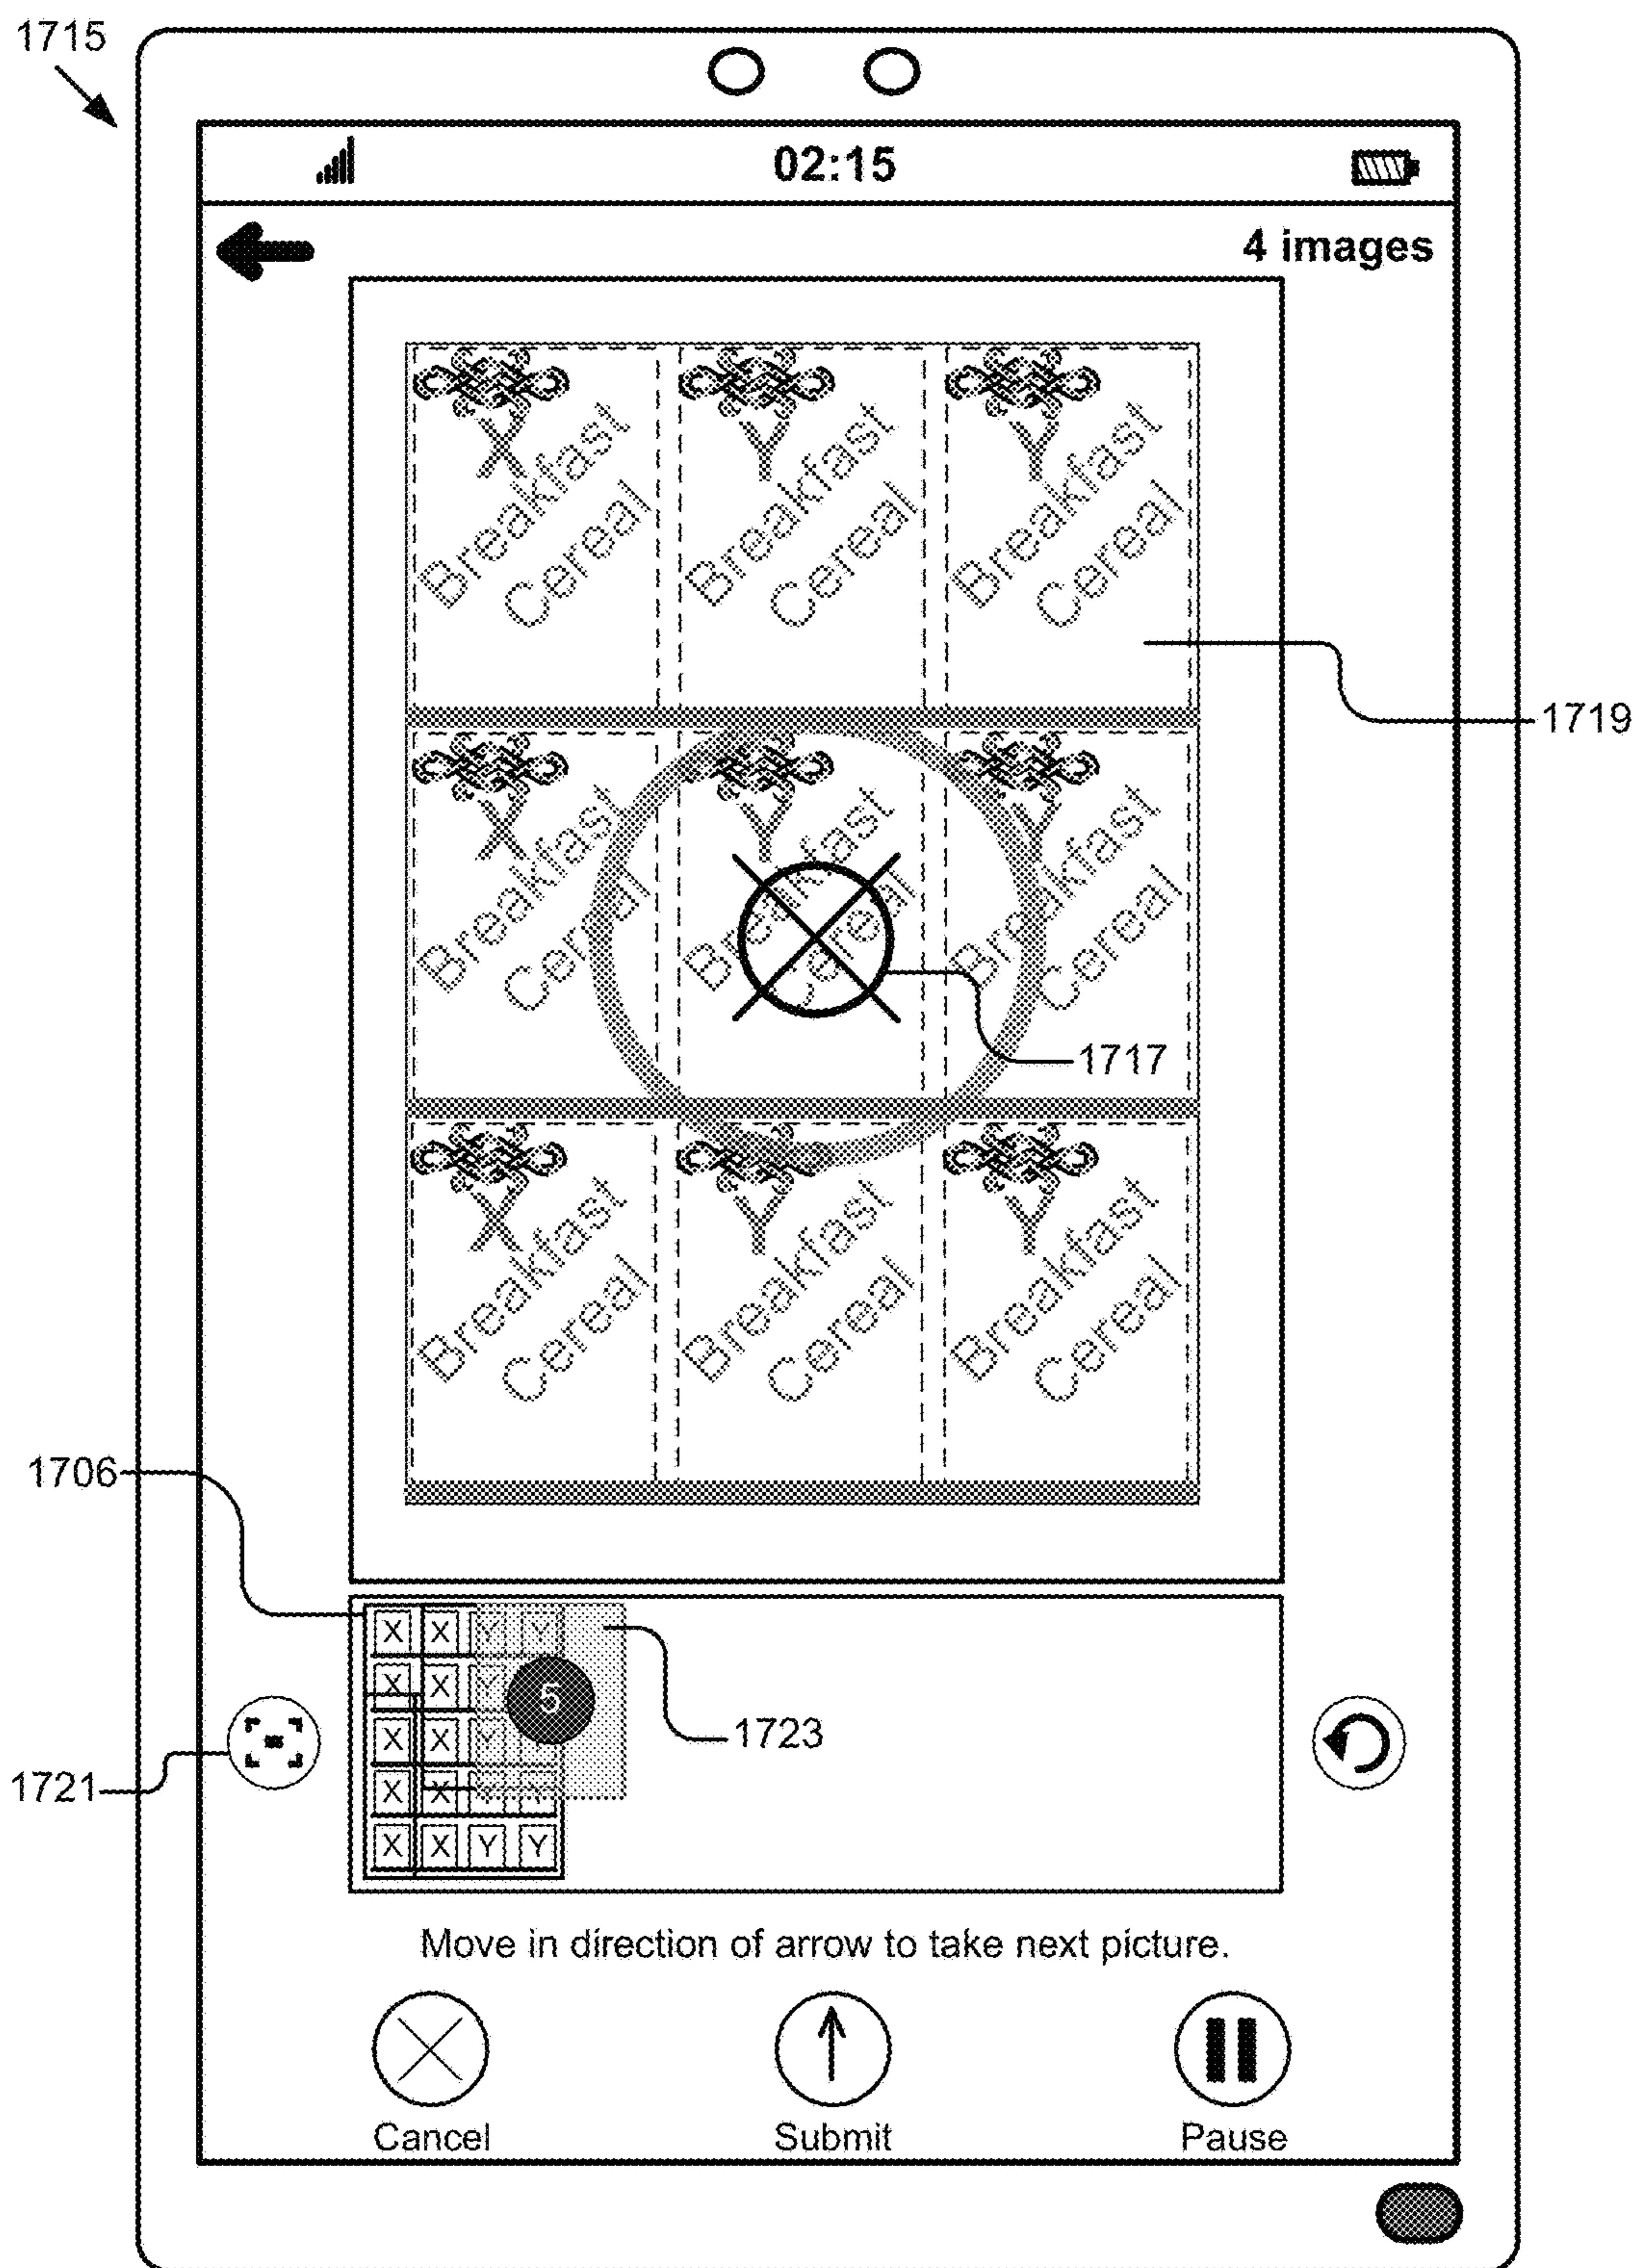 1715
02:15
4 images
X Y Y
Breakfast Cereal Breakfast Cereal Breakfast Cereal
1719
X Y Y
Breakfast Cereal Breakfast Cereal Breakfast Cereal
1717
X Y Y
Breakfast Cereal Breakfast Cereal Breakfast Cereal
1706
X X Y Y
X X Y
5
1723
X X Y
1721
X X Y Y
X X Y Y
Move in direction of arrow to take next picture.
Cancel Submit Pause